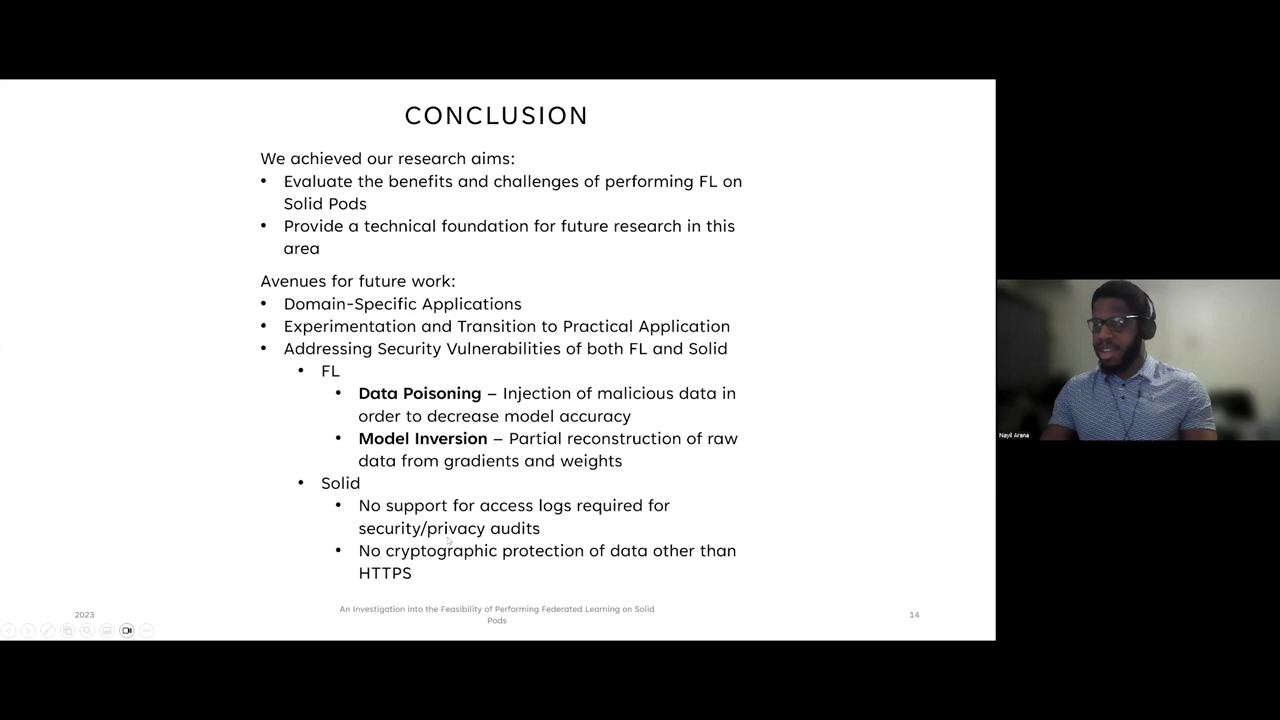 CONCLUSION
We achieved our research aims:
• Evaluate the benefits and challenges of performing FL on
Solid Pods
• Provide a technical foundation for future research in this
area
Avenues for future work:
• Domain-Specific Applications
• Experimentation and Transition to Practical Application
• Addressing Security Vulnerabilities of both FL and Solid
• FL
• Data Poisoning – Injection of malicious data in
order to decrease model accuracy
• Model Inversion – Partial reconstruction of raw
data from gradients and weights
• Solid
• No support for access logs required for
security/privacy audits
• No cryptographic protection of data other than
HTTPS
2023
An Investigation into the Feasibility of Performing Federated Learning on Solid
Pods
14
Nayil Arana